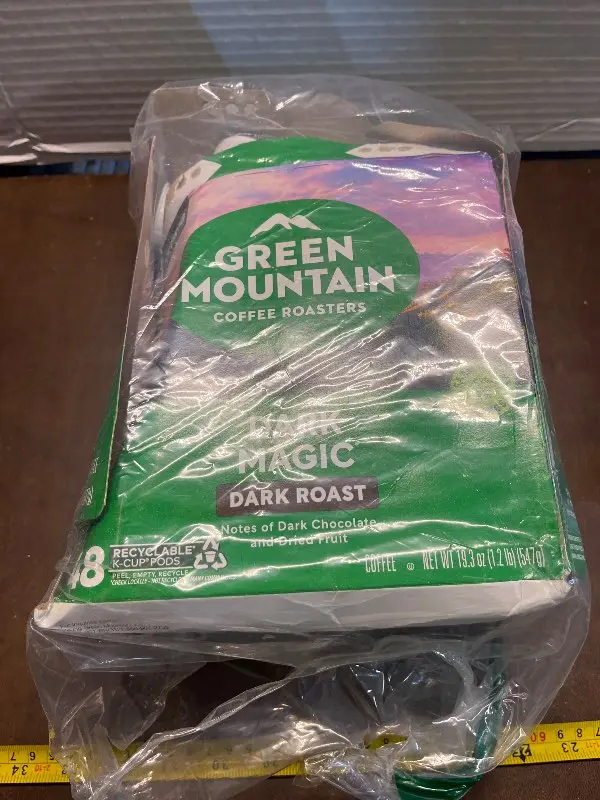 GREEN
MOUNTAIN
COFFEE ROASTERS
DARK
MAGIC
DARK ROAST
Notes of Dark Chocolate
and Dried Fruit
48 RECYCLABLE*
K-CUP® PODS
PEEL, EMPTY, RECYCLE
COFFEE NET WT 19.3 oz (1.2 lb) (547g)